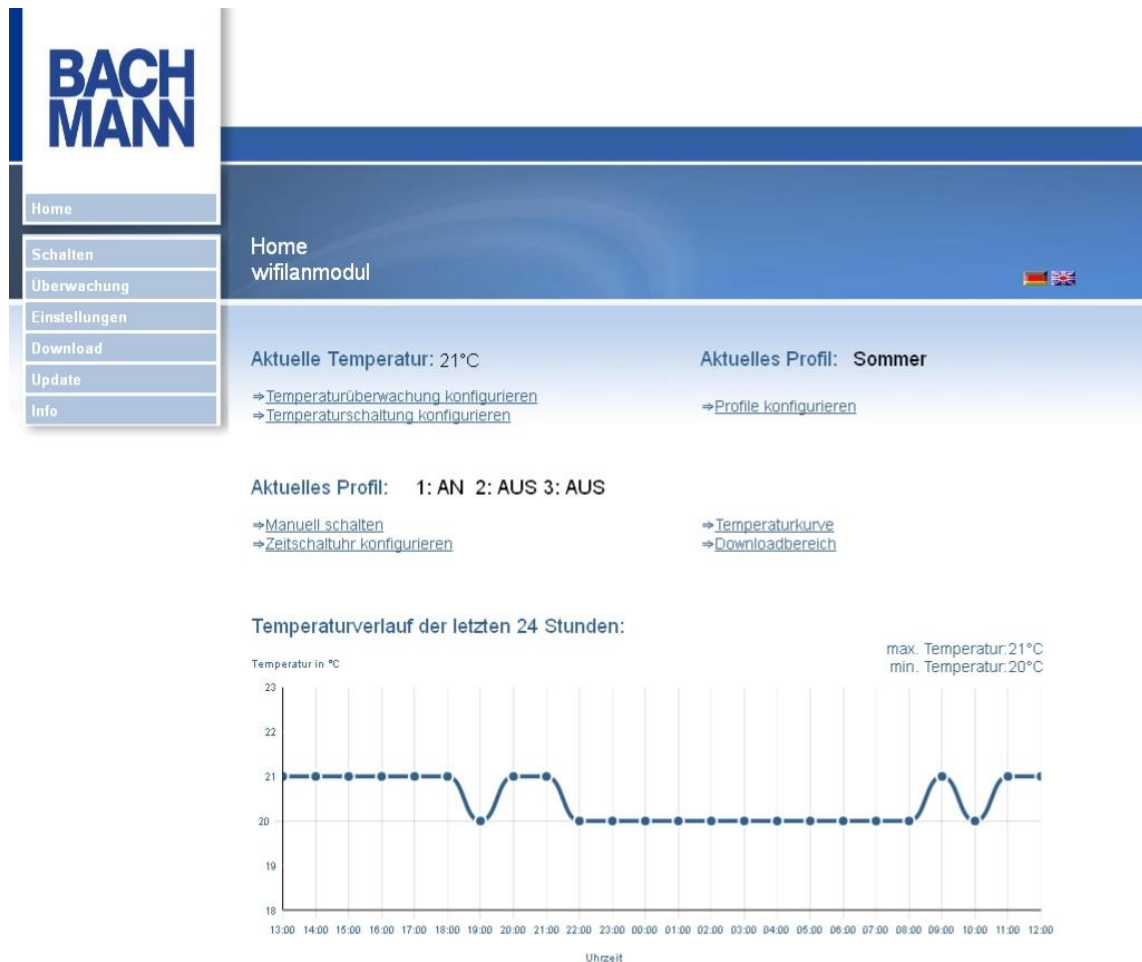 BACH
MANN
Home
Schalten
Überwachung
Einstellungen
Download
Update
Info
Home
wifilanmodul
Aktuelle Temperatur: 21°C
⇒Temperaturüberwachung konfigurieren
⇒Temperaturschaltung konfigurieren
Aktuelles Profil: Sommer
⇒Profile konfigurieren
Aktuelles Profil: 1: AN 2: AUS 3: AUS
⇒Manuell schalten
⇒Zeitschaltuhr konfigurieren
⇒Temperaturkurve
⇒Downloadbereich
Temperaturverlauf der letzten 24 Stunden:
max. Temperatur:21°C
min. Temperatur:20°C
Temperatur in °C
23
22
21
20
19
18
13:00 14:00 15:00 16:00 17:00 18:00 19:00 20:00 21:00 22:00 23:00 00:00 01:00 02:00 03:00 04:00 05:00 06:00 07:00 08:00 09:00 10:00 11:00 12:00
Uhrzeit